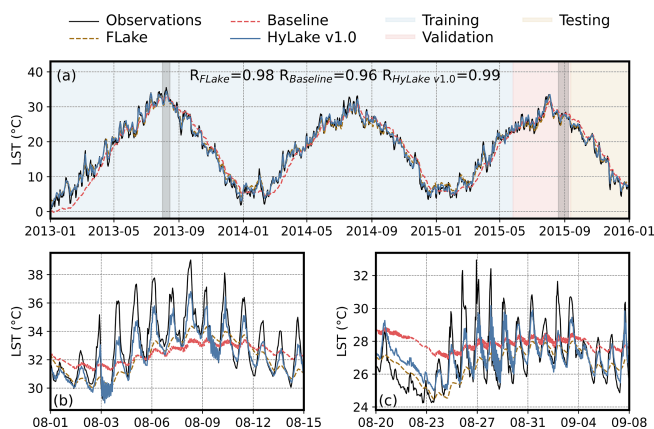 Observations Baseline Training Testing
FLake HyLake v1.0 Validation
(a) R_FLake=0.98 R_Baseline=0.96 R_HyLake v1.0=0.99
LST (°C)
40
30
20
10
0
2013-01 2013-05 2013-09 2014-01 2014-05 2014-09 2015-01 2015-05 2015-09 2016-01
LST (°C)
38
36
34
32
30
(b)
08-01 08-03 08-06 08-09 08-12 08-15
LST (°C)
32
30
28
26
24
(c)
08-20 08-23 08-27 08-31 09-04 09-08